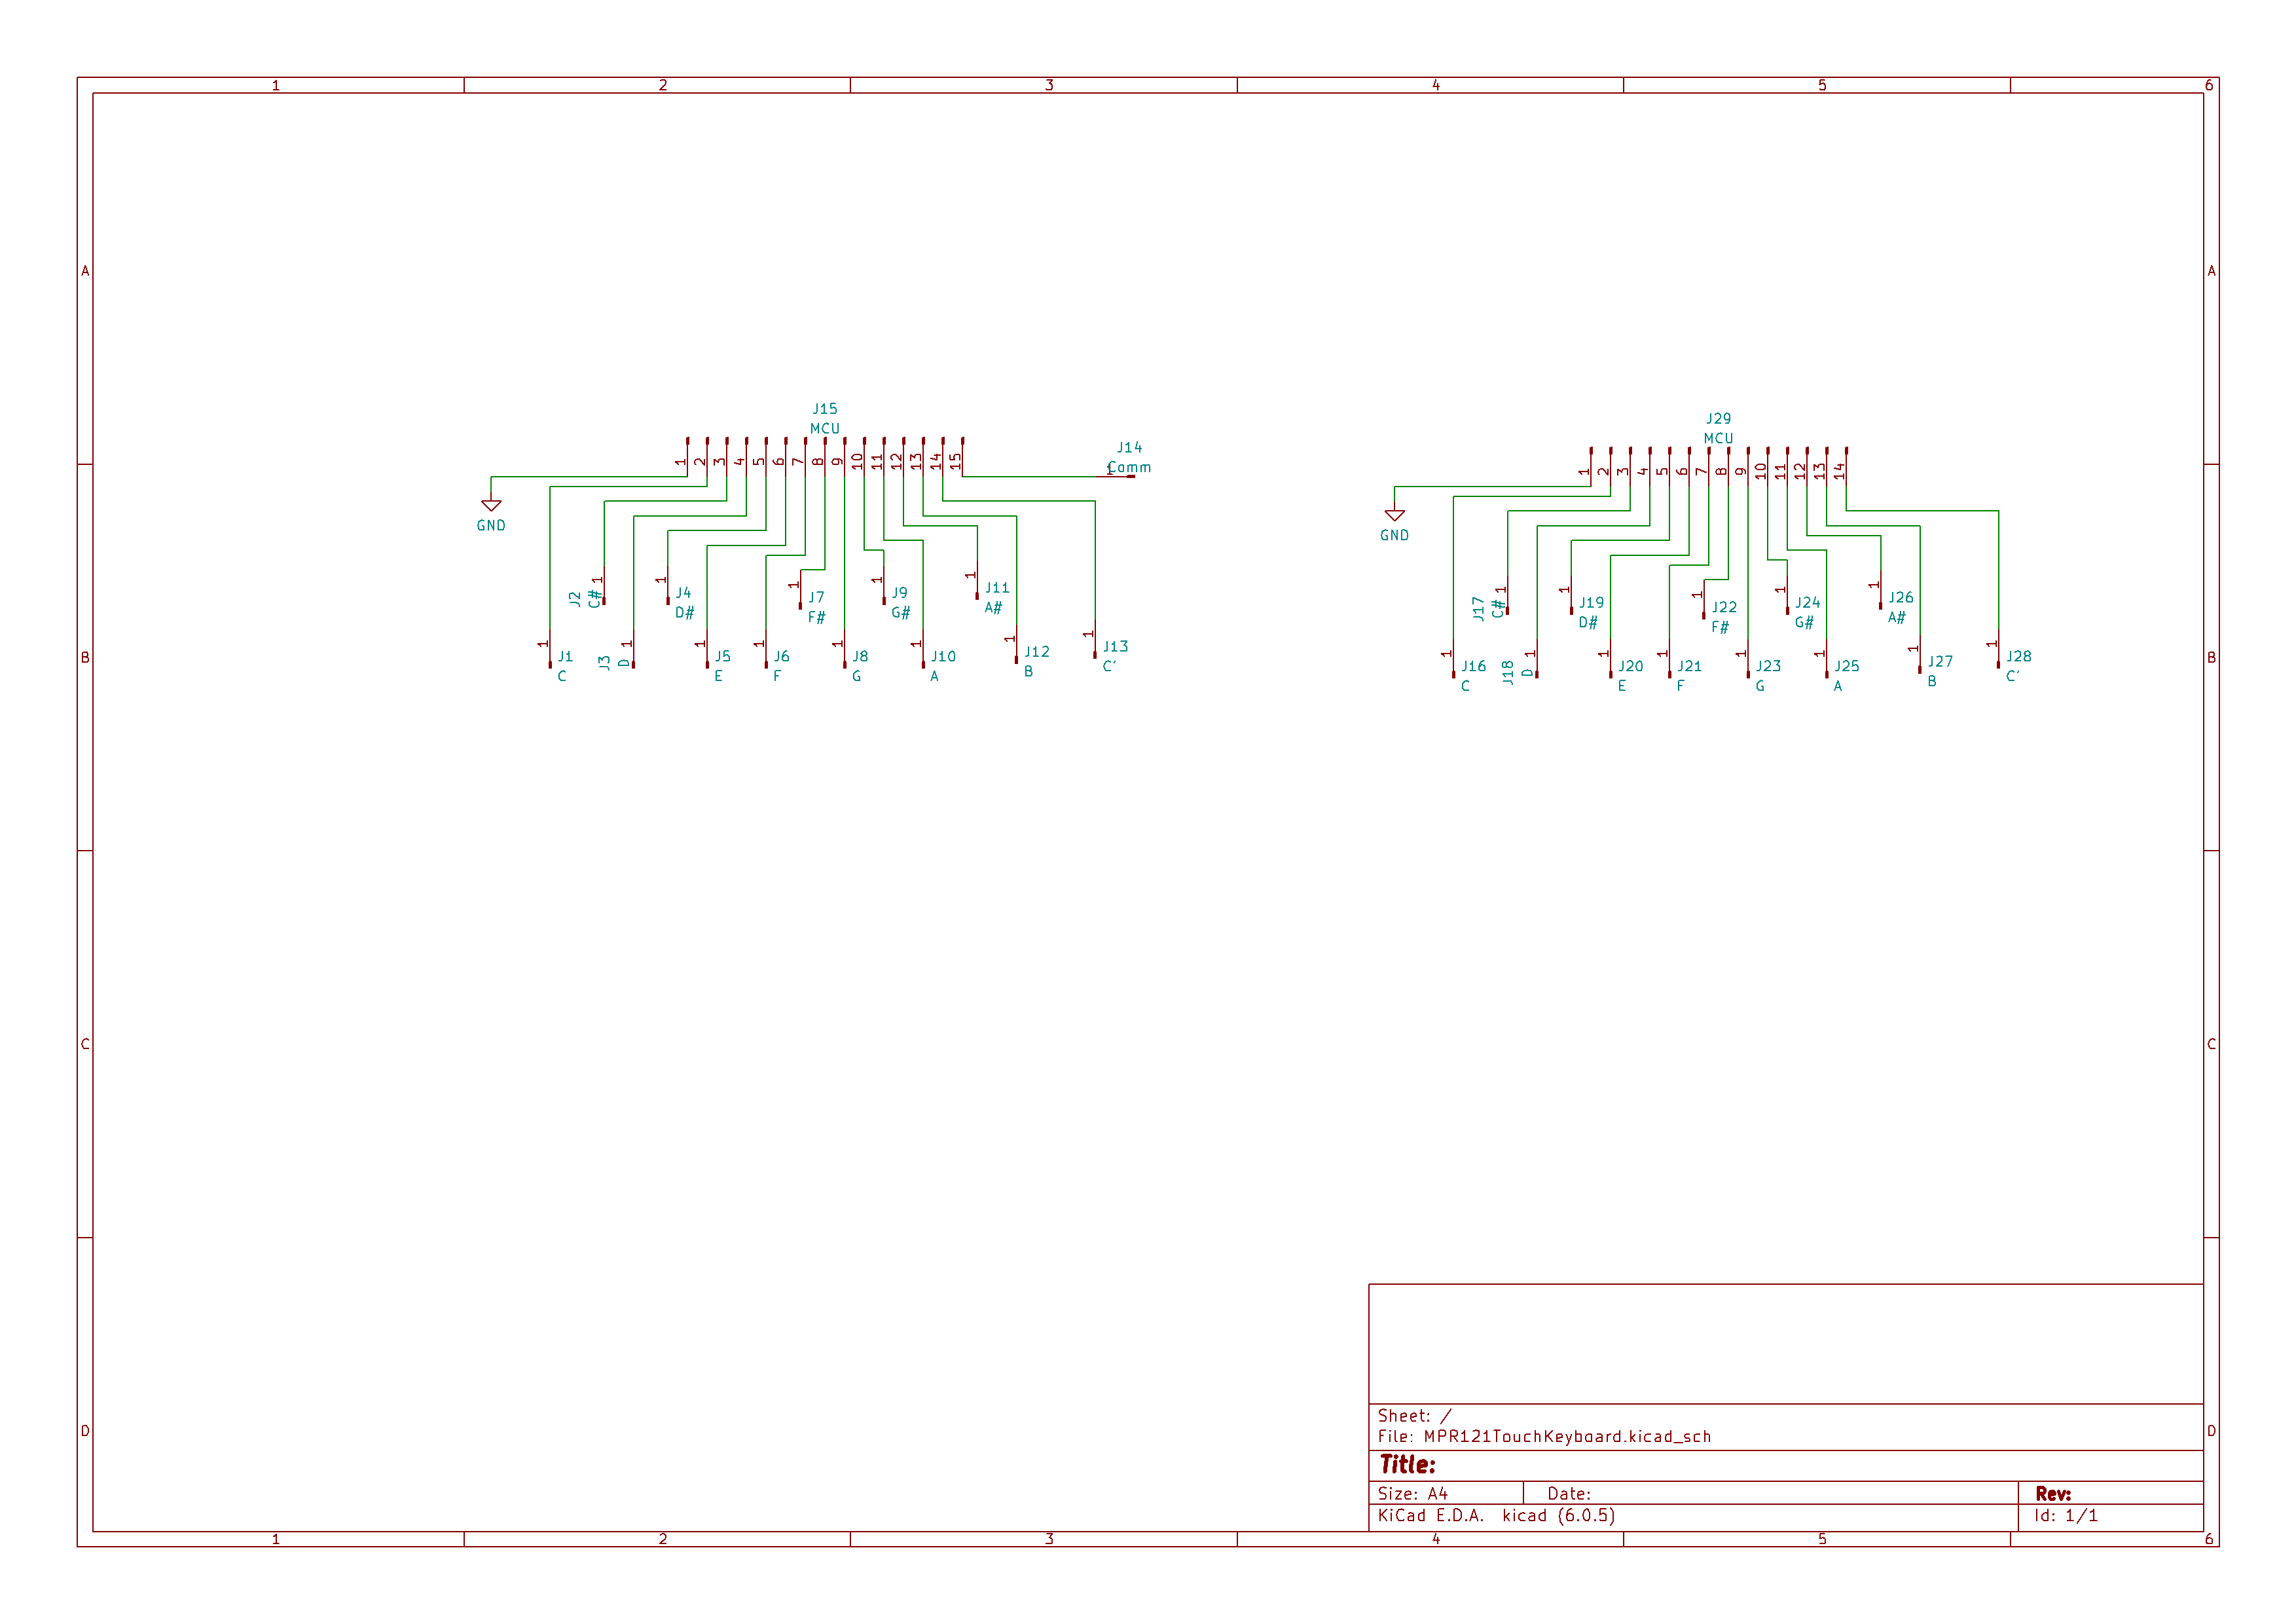 1 2 3 4 5 6
A A
J15
MCU
J14
Comm
1
1 2 3 4 5 6 7 8 9 10 11 12 13 14 15
GND
J2 C# 1
1 J4 D#
1 J7 F#
1 J9 G#
1 J11 A#
1 J1 C
J3 D 1
1 J5 E
1 J6 F
1 J8 G
1 J10 A
1 J12 B
1 J13 C'
J29
MCU
1 2 3 4 5 6 7 8 9 10 11 12 13 14
GND
J17 C# 1
1 J19 D#
1 J22 F#
1 J24 G#
1 J26 A#
1 J16 C
J18 D 1
1 J20 E
1 J21 F
1 J23 G
1 J25 A
1 J27 B
1 J28 C'
B B
C C
D D
Sheet: /
File: MPR121TouchKeyboard.kicad_sch
Title:
Size: A4 Date: Rev:
KiCad E.D.A. kicad (6.0.5) Id: 1/1
1 2 3 4 5 6